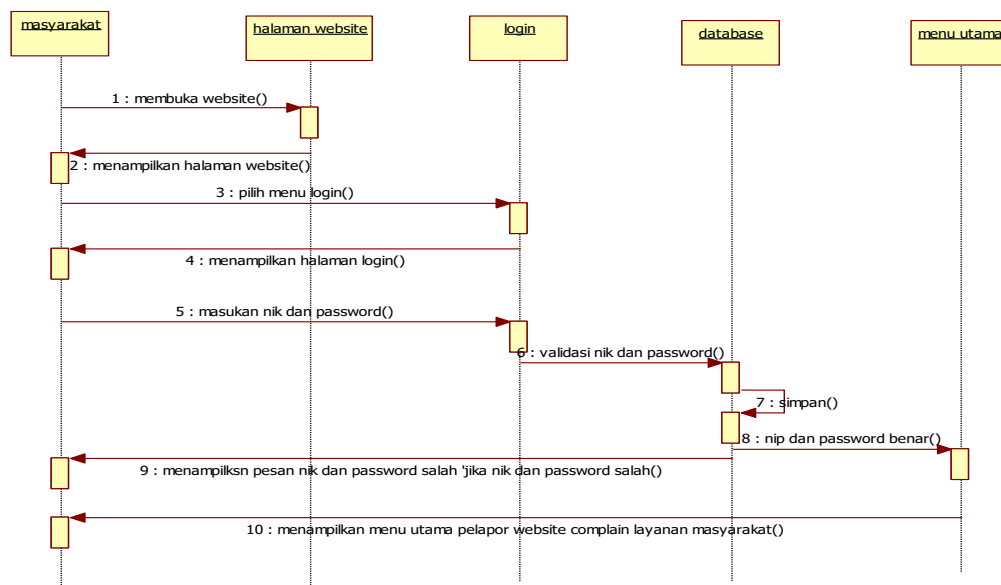 masyarakat
halaman website
login
database
menu utama
1 : membuka website()
2 : menampilkan halaman website()
3 : pilih menu login()
4 : menampilkan halaman login()
5 : masukan nik dan password()
6 : validasi nik dan password()
7 : simpan()
8 : nip dan password benar()
9 : menampilksn pesan nik dan password salah 'jika nik dan password salah()
10 : menampilkan menu utama pelapor website complain layanan masyarakat()